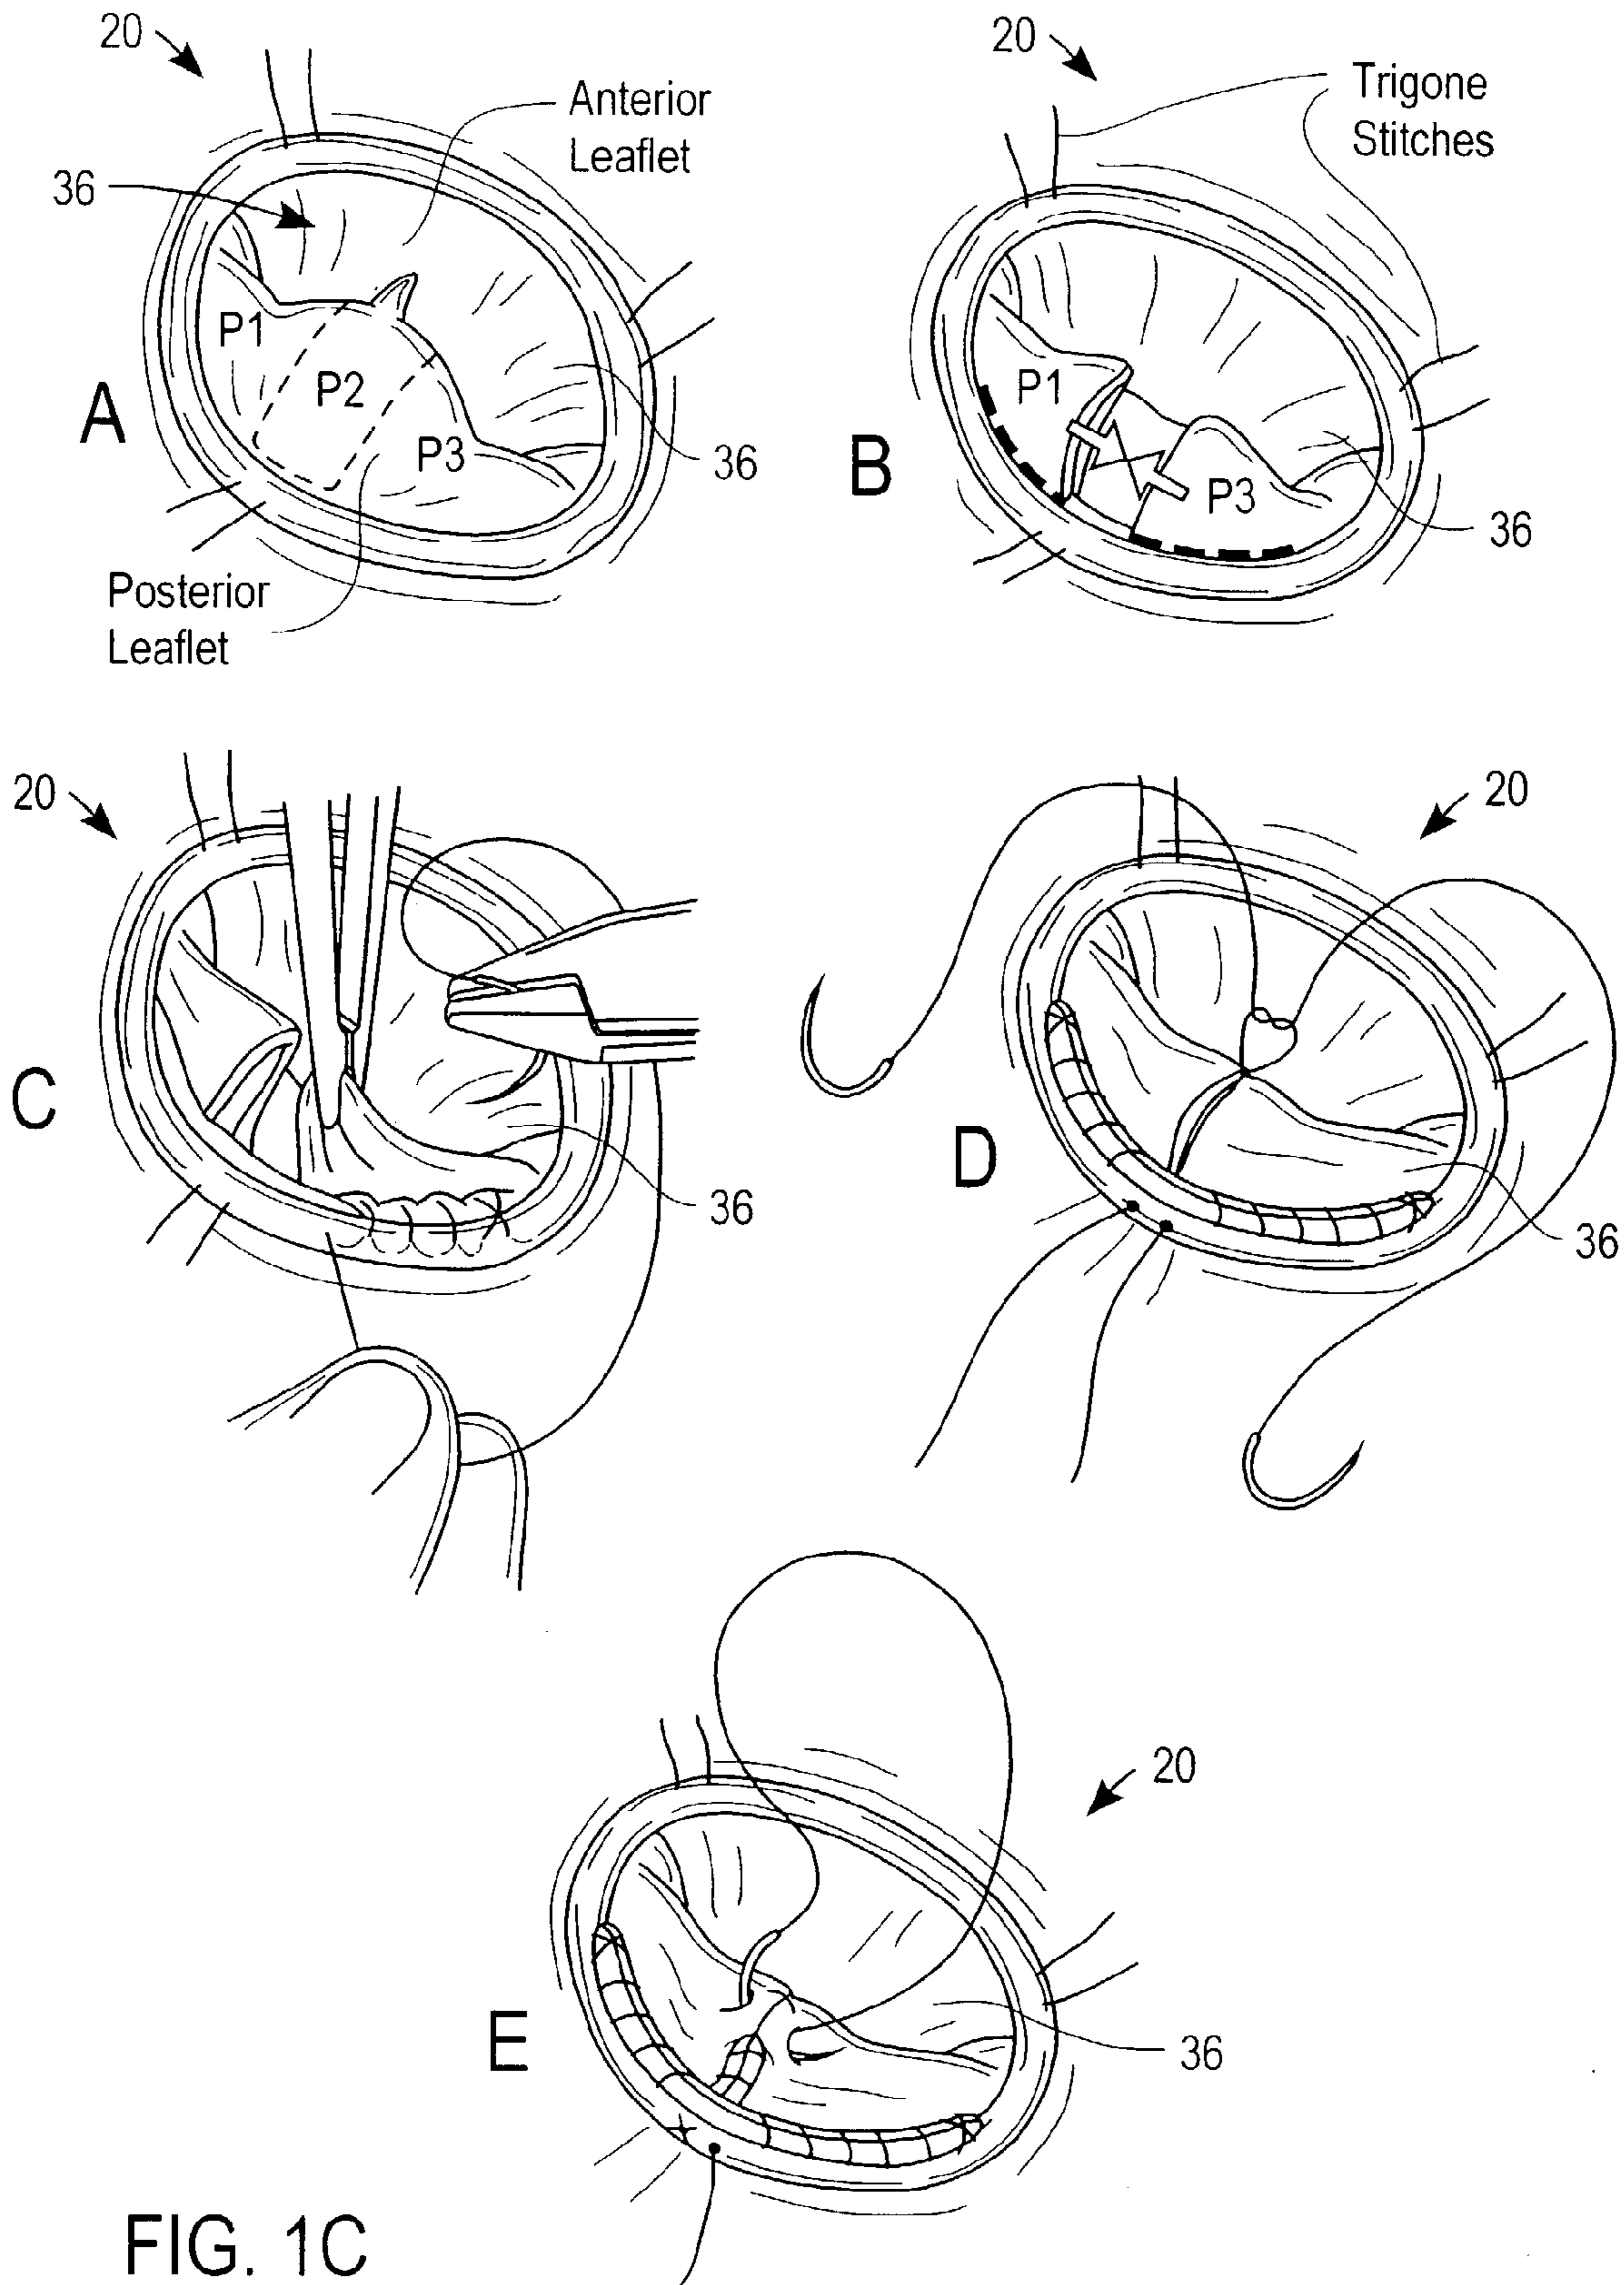 20
Anterior
Leaflet
36
P1
P2
P3
A
36
Posterior
Leaflet
20
Trigone
Stitches
P1
P3
B
36
20
C
36
20
D
36
20
E
36
FIG. 1C